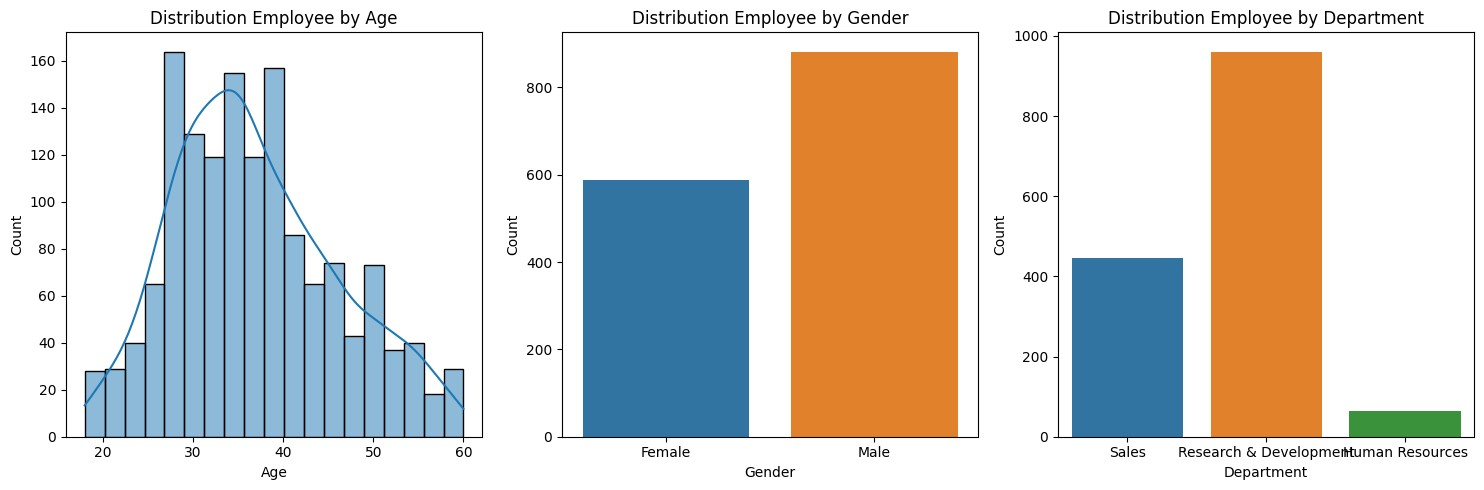 Distribution Employee by Age
160
140
120
100
80
60
40
20
0
Count
20 30 40 50 60
Age
Distribution Employee by Gender
800
600
400
200
0
Count
Female Male
Gender
Distribution Employee by Department
1000
800
600
400
200
0
Count
Sales Research & Development Human Resources
Department